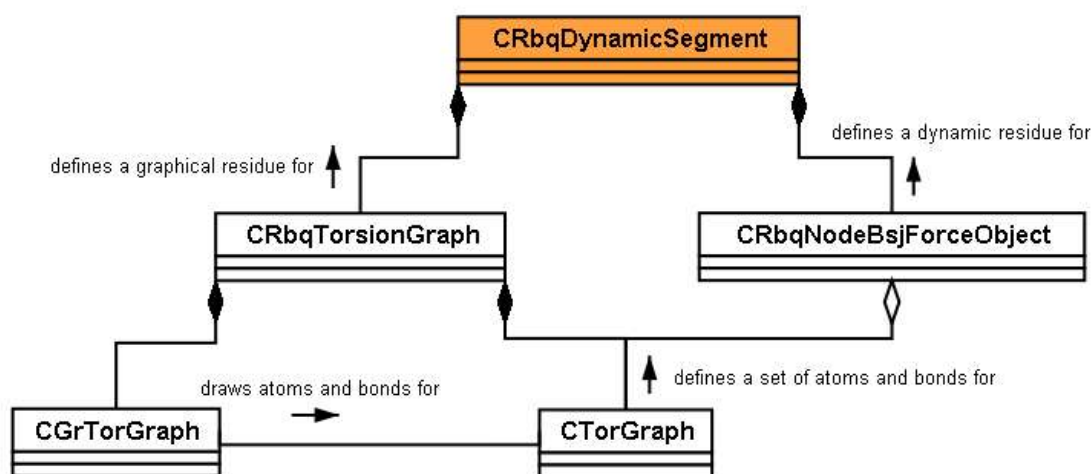 CRbqDynamicSegment
defines a dynamic residue for
defines a graphical residue for
CRbqTorsionGraph
CRbqNodeBsjForceObject
draws atoms and bonds for
defines a set of atoms and bonds for
CGrTorGraph
CTorGraph